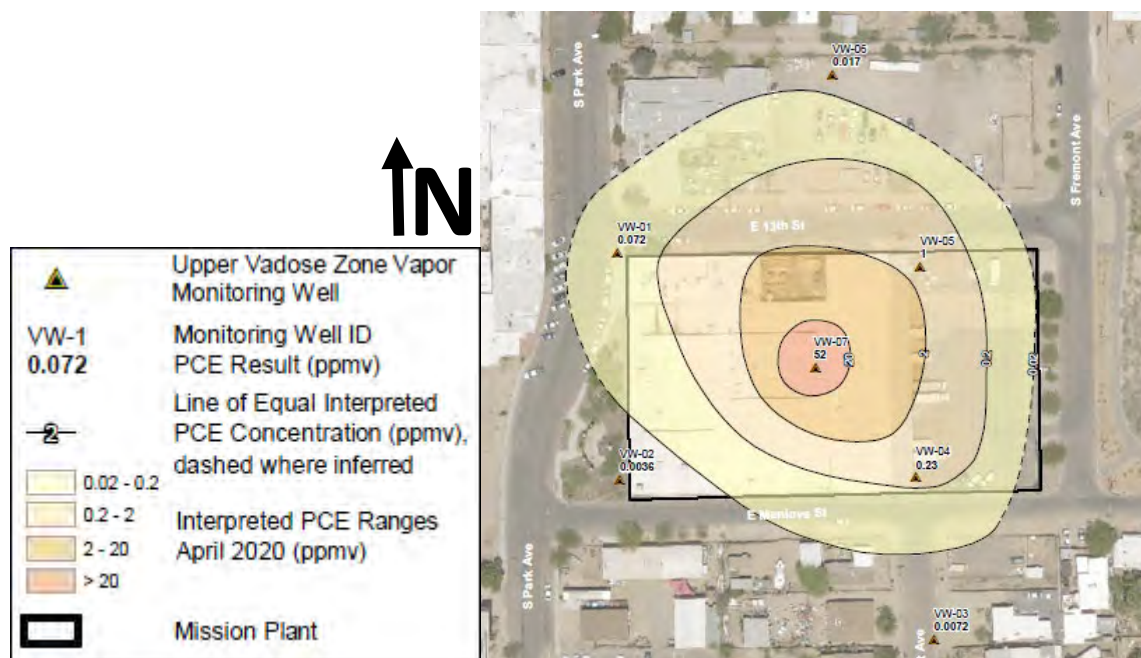 N
Upper Vadose Zone Vapor
Monitoring Well
VW-1
Monitoring Well ID
0.072
PCE Result (ppmv)
Line of Equal Interpreted
2
PCE Concentration (ppmv),
dashed where inferred
0.02 - 0.2
0.2 - 2
2 - 20
> 20
Interpreted PCE Ranges
April 2020 (ppmv)
Mission Plant
S Park Ave
VW-06
0.017
S Fremont Ave
E 13th St
VW-01
0.072
VW-05
1
VW-07
52
20
2
0.2
0.02
VW-02
0.0036
VW-04
0.23
E Menlove St
S Park Ave
VW-03
0.0072
Ave